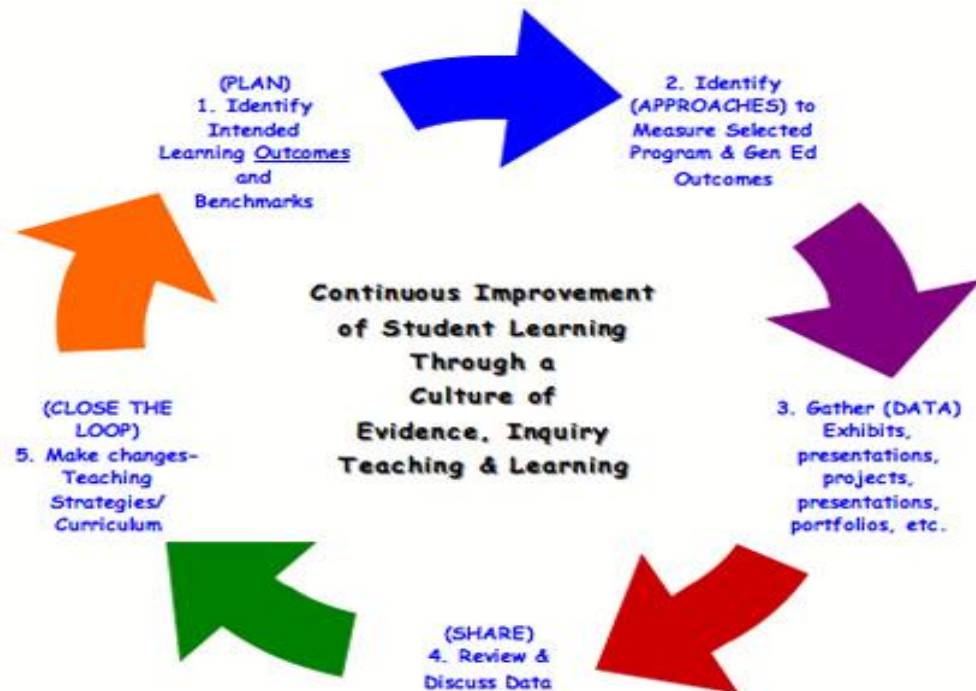 (PLAN)
1. Identify
Intended
Learning Outcomes
and
Benchmarks
2. Identify
(APPROACHES) to
Measure Selected
Program & Gen Ed
Outcomes
Continuous Improvement
of Student Learning
Through a
Culture of
Evidence, Inquiry
Teaching & Learning
3. Gather (DATA)
Exhibits,
presentations,
projects,
presentations,
portfolios, etc.
(SHARE)
4. Review &
Discuss Data
(CLOSE THE
LOOP)
5. Make changes-
Teaching
Strategies/
Curriculum